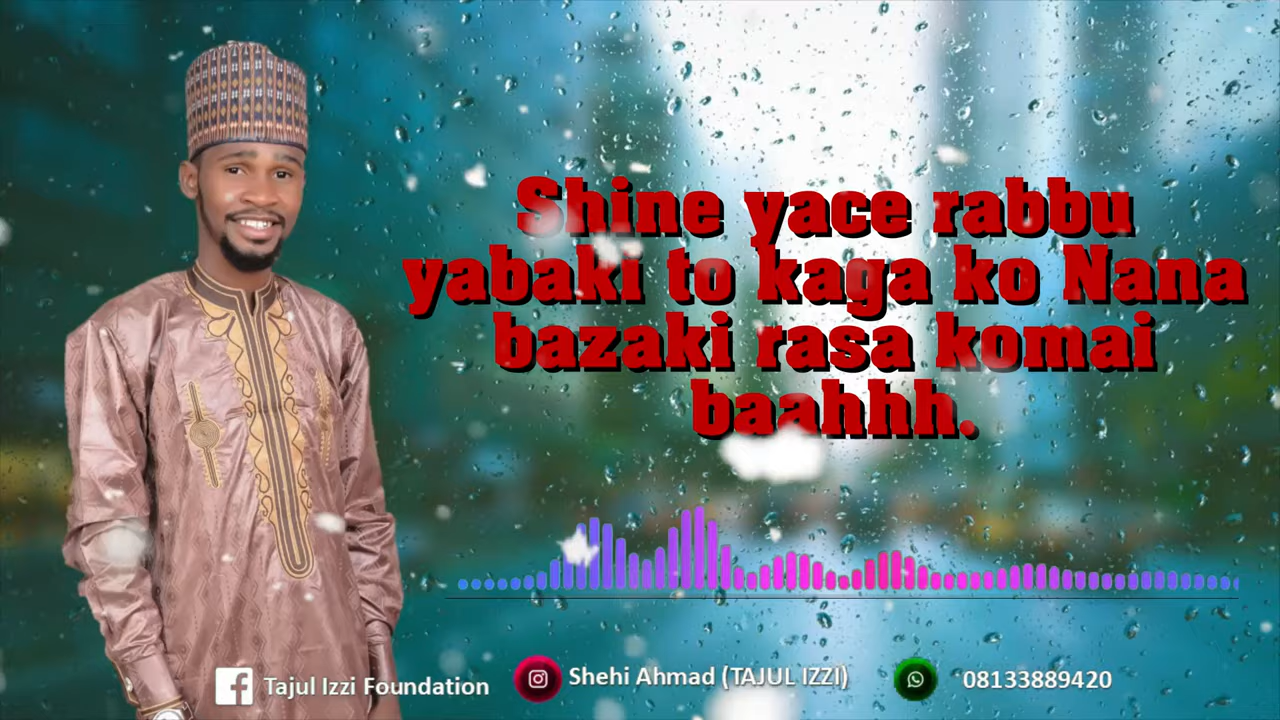 Shine yace rabbu
yabaki to kaga ko Nana
bazaki rasa komai
baahhh.
Tajul Izzi Foundation
Shehi Ahmad (TAJUL IZZI)
08133889420